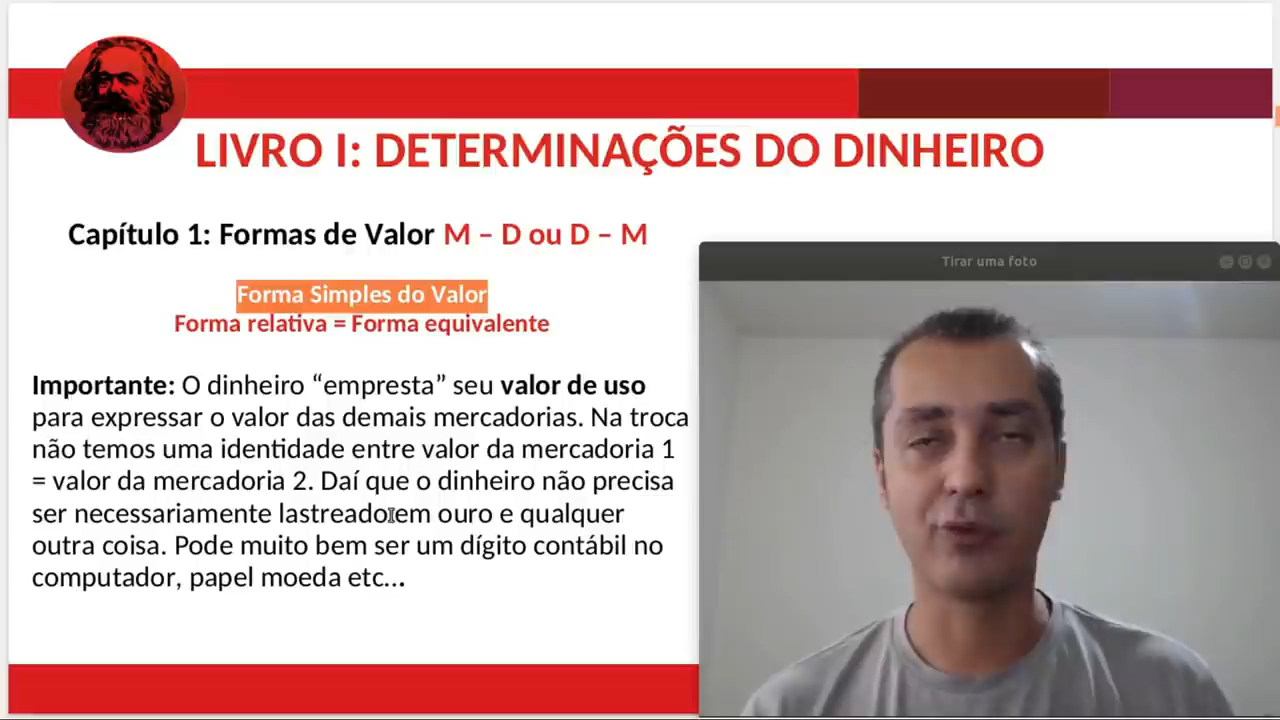 LIVRO I: DETERMINAÇÕES DO DINHEIRO
Capítulo 1: Formas de Valor M – D ou D – M
Forma Simples do Valor
Forma relativa = Forma equivalente
Importante: O dinheiro “empresta” seu valor de uso
para expressar o valor das demais mercadorias. Na troca
não temos uma identidade entre valor da mercadoria 1
= valor da mercadoria 2. Daí que o dinheiro não precisa
ser necessariamente lastreado em ouro e qualquer
outra coisa. Pode muito bem ser um dígito contábil no
computador, papel moeda etc...
Tirar uma foto